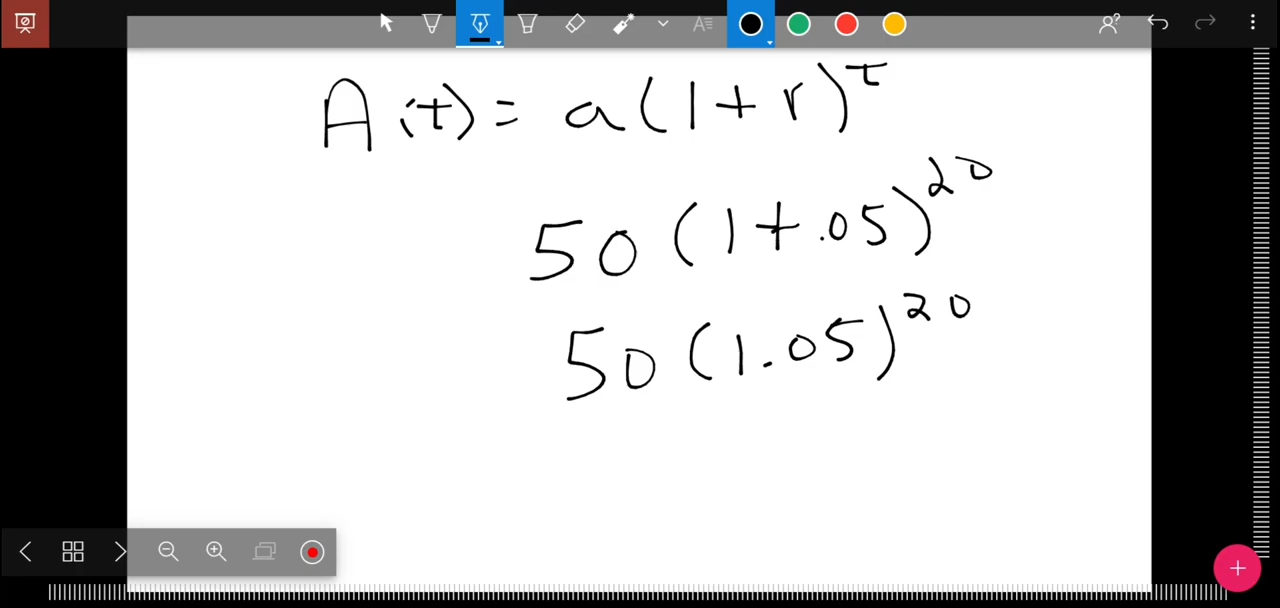 A(t) = a(1 + r)^t
50(1 + .05)^20
50(1.05)^20